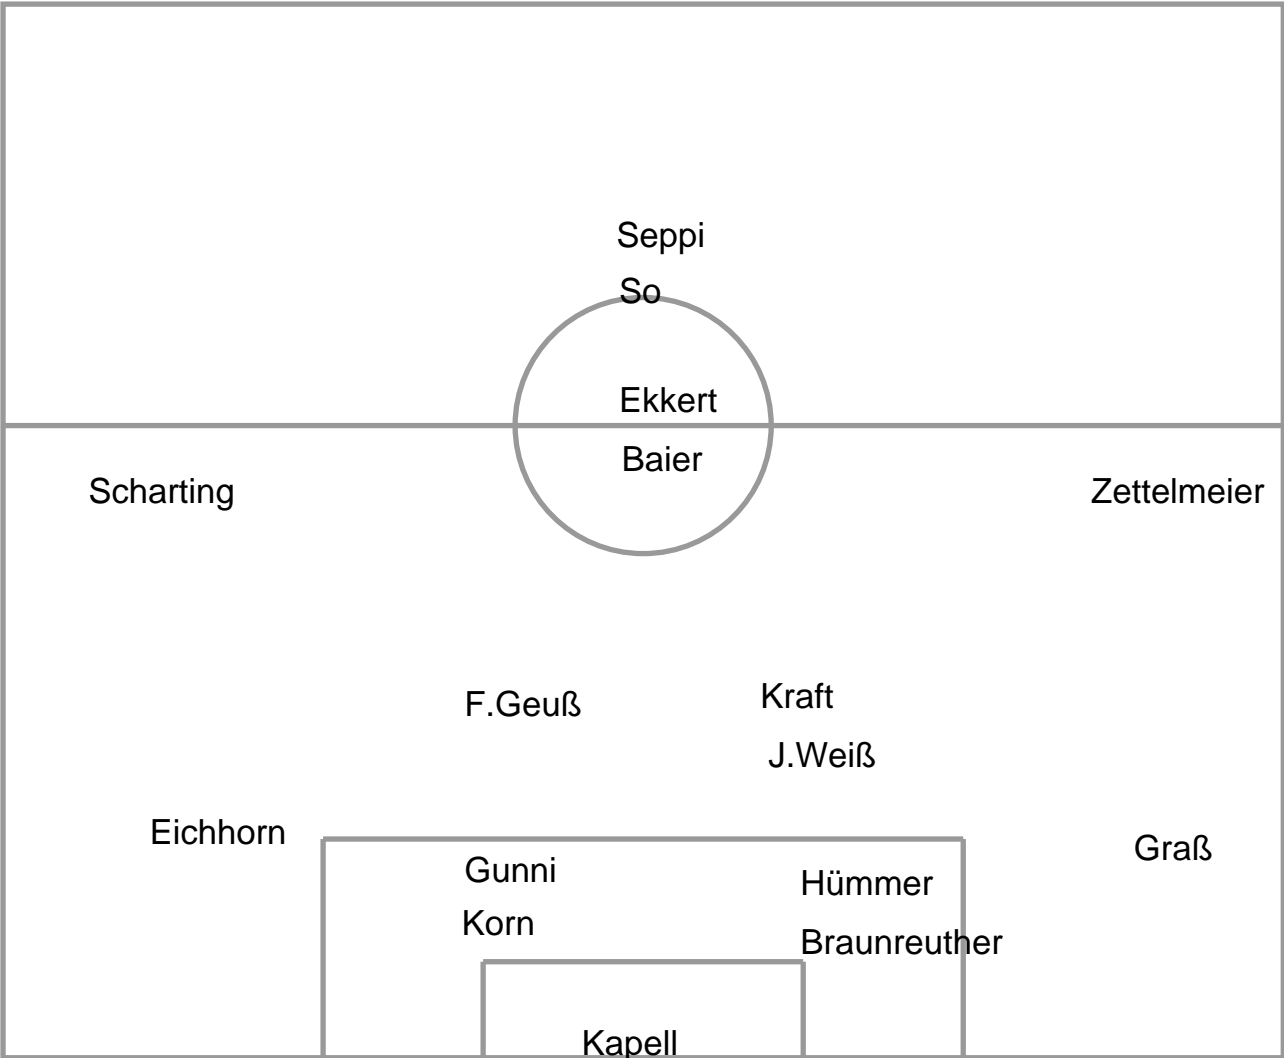 Seppi
So
Ekkert
Baier
Scharting
Zettelmeier
F.Geuß
Kraft
J.Weiß
Eichhorn
Graß
Gunni
Hümmer
Korn
Braunreuther
Kapell